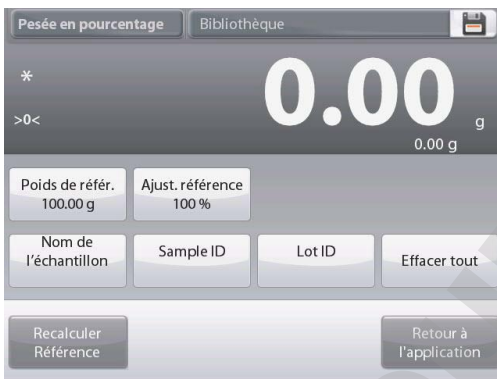 Pesée en pourcentage
Bibliothèque
*
0.00
>0<
g
0.00 g
Poids de référ.
100.00 g
Ajust. référence
100 %
Nom de
l'échantillon
Sample ID
Lot ID
Effacer tout
Recalculer
Référence
Retour à
l'application